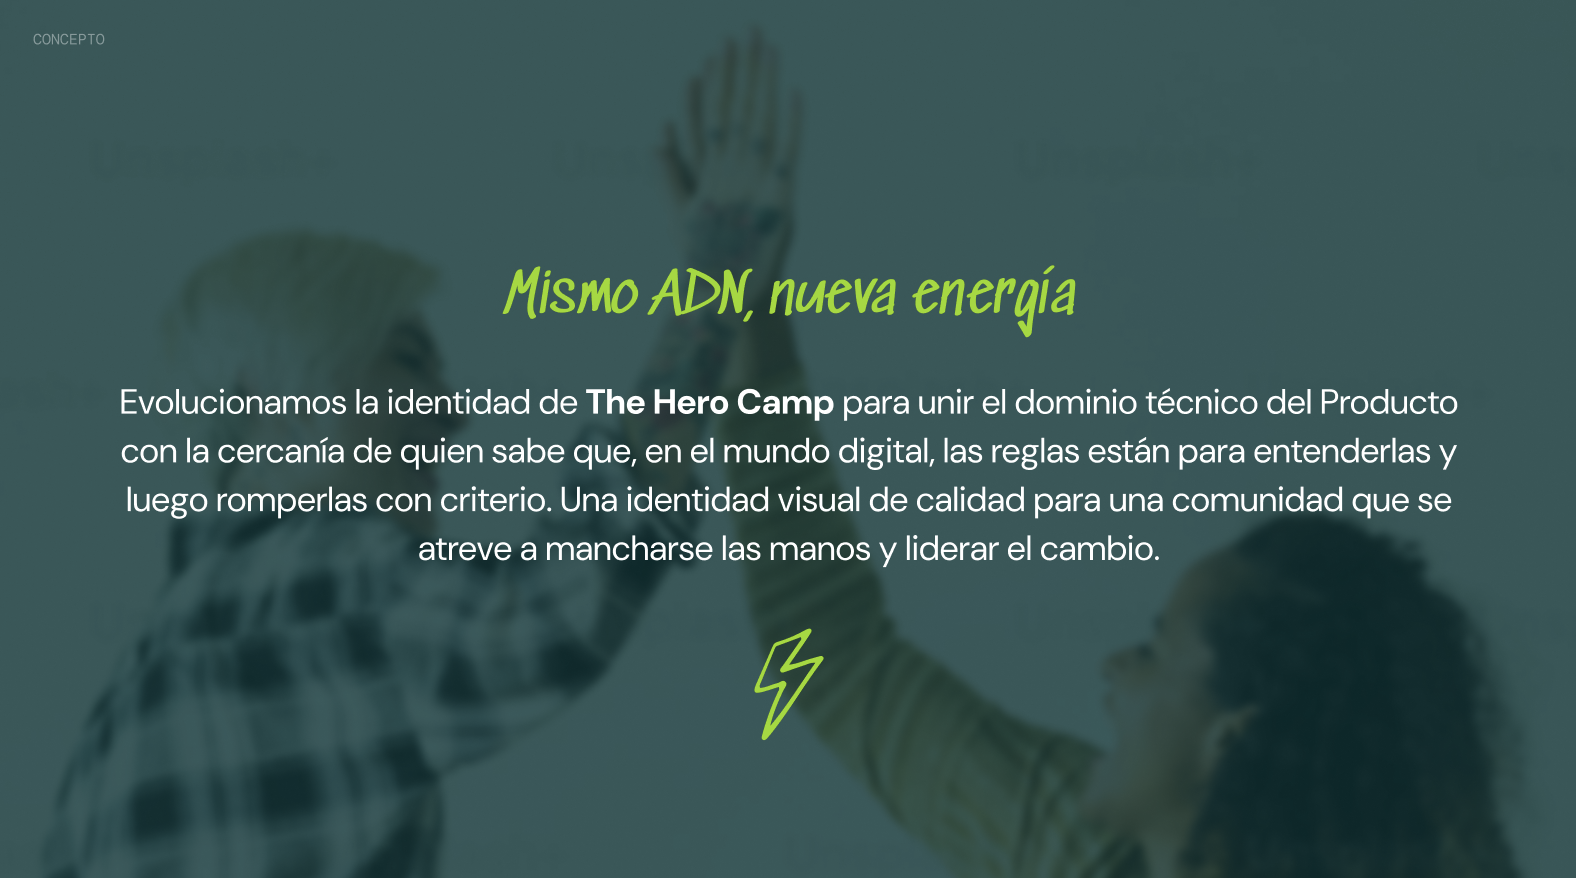 CONCEPTO
Mismo ADN, nueva energía
Evolucionamos la identidad de The Hero Camp para unir el dominio técnico del Producto
con la cercanía de quien sabe que, en el mundo digital, las reglas están para entenderlas y
luego romperlas con criterio. Una identidad visual de calidad para una comunidad que se
atreve a mancharse las manos y liderar el cambio.